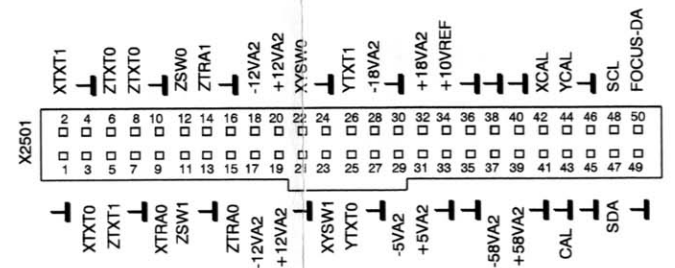 XTXT1
ZTXT0
ZTXT0
ZSW0
ZTRA1
-12VA2
+12VA2
XYSW0
YTXT1
-18VA2
+18VA2
+10VREF
XCAL
YCAL
SCL
FOCUS-DA
X2501
2 4 6 8 10 12 14 16 18 20 22 24 26 28 30 32 34 36 38 40 42 44 46 48 50
1 3 5 7 9 11 13 15 17 19 21 23 25 27 29 31 33 35 37 39 41 43 45 47 49
XTXT0
ZTXT1
XTRA0
ZSW1
ZTRA0
-12VA2
+12VA2
XYSW1
YTXT0
-5VA2
+5VA2
-58VA2
+58VA2
CAL
SDA